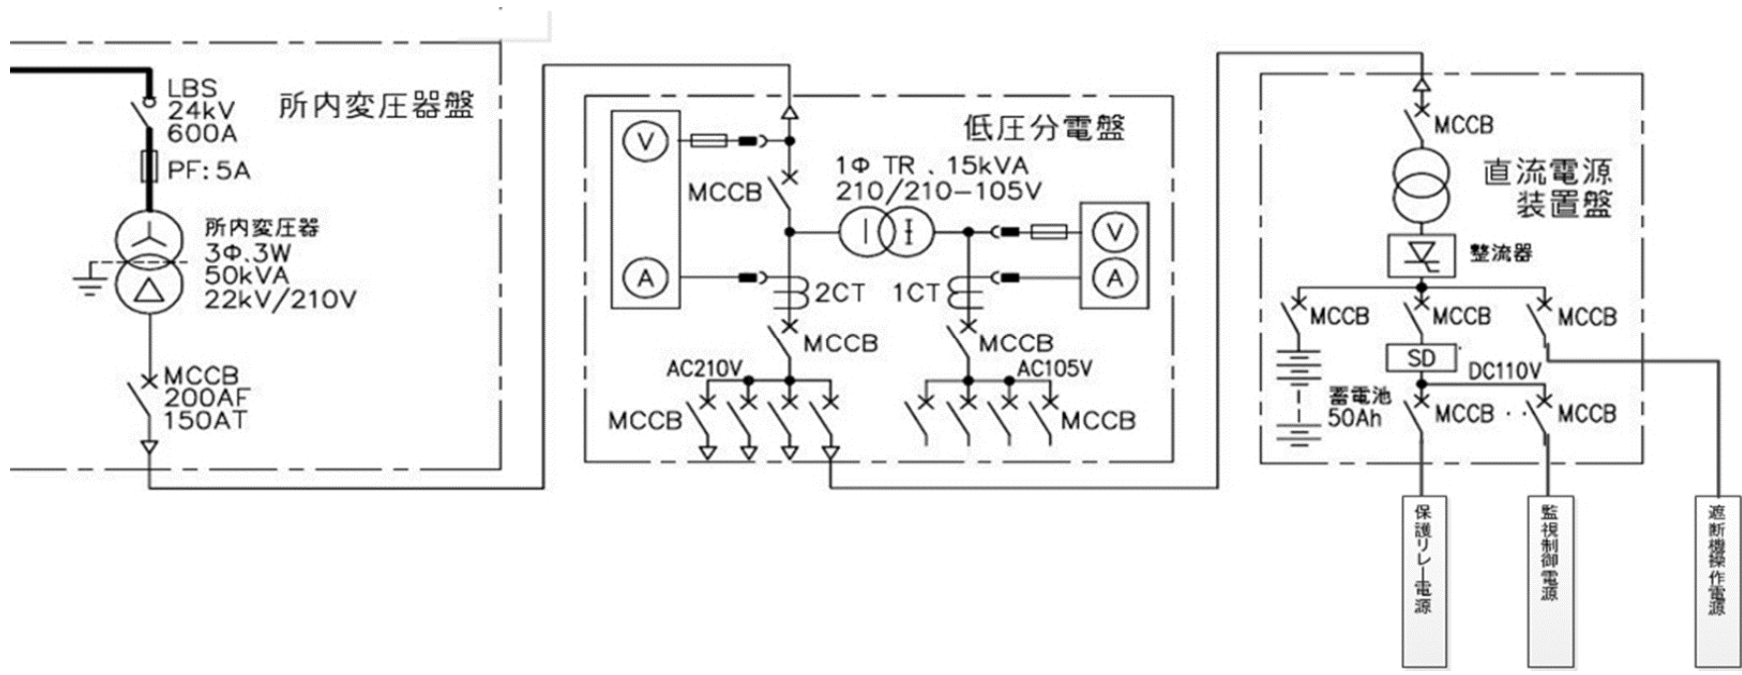 LBS
24kV
600A
所内変圧器盤
PF: 5A
所内変圧器
3Φ.3W
50kVA
22kV/210V
MCCB
200AF
150AT
低圧分電盤
V
MCCB
1Φ TR . 15kVA
210/210-105V
V
A
2CT
1CT
A
MCCB
MCCB
AC210V
AC105V
MCCB
MCCB
MCCB
直流電源
装置盤
整流器
MCCB
MCCB
MCCB
SD
DC110V
蓄電池
50Ah
MCCB
MCCB
保護リレー電源
監視制御電源
遮断機操作電源